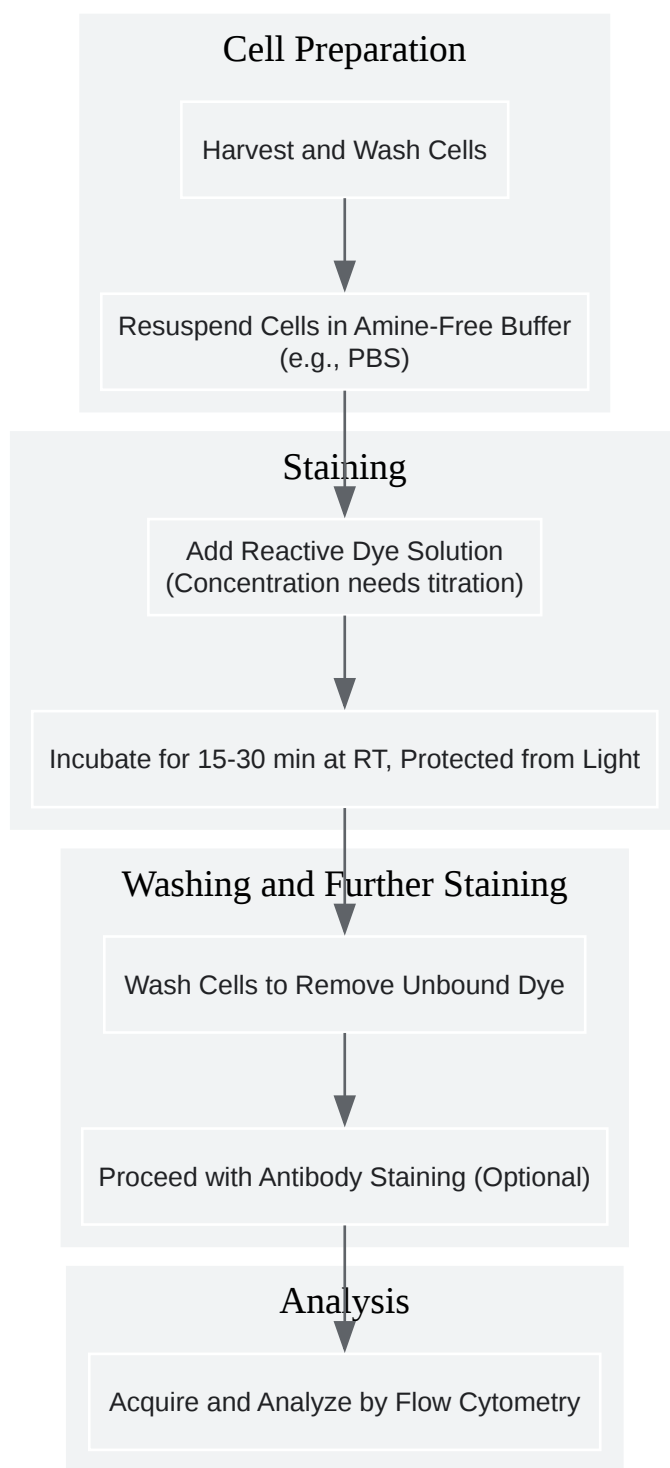 Cell Preparation
Harvest and Wash Cells
Resuspend Cells in Amine-Free Buffer
(e.g., PBS)
Staining
Add Reactive Dye Solution
(Concentration needs titration)
Incubate for 15-30 min at RT, Protected from Light
Washing and Further Staining
Wash Cells to Remove Unbound Dye
Proceed with Antibody Staining (Optional)
Analysis
Acquire and Analyze by Flow Cytometry